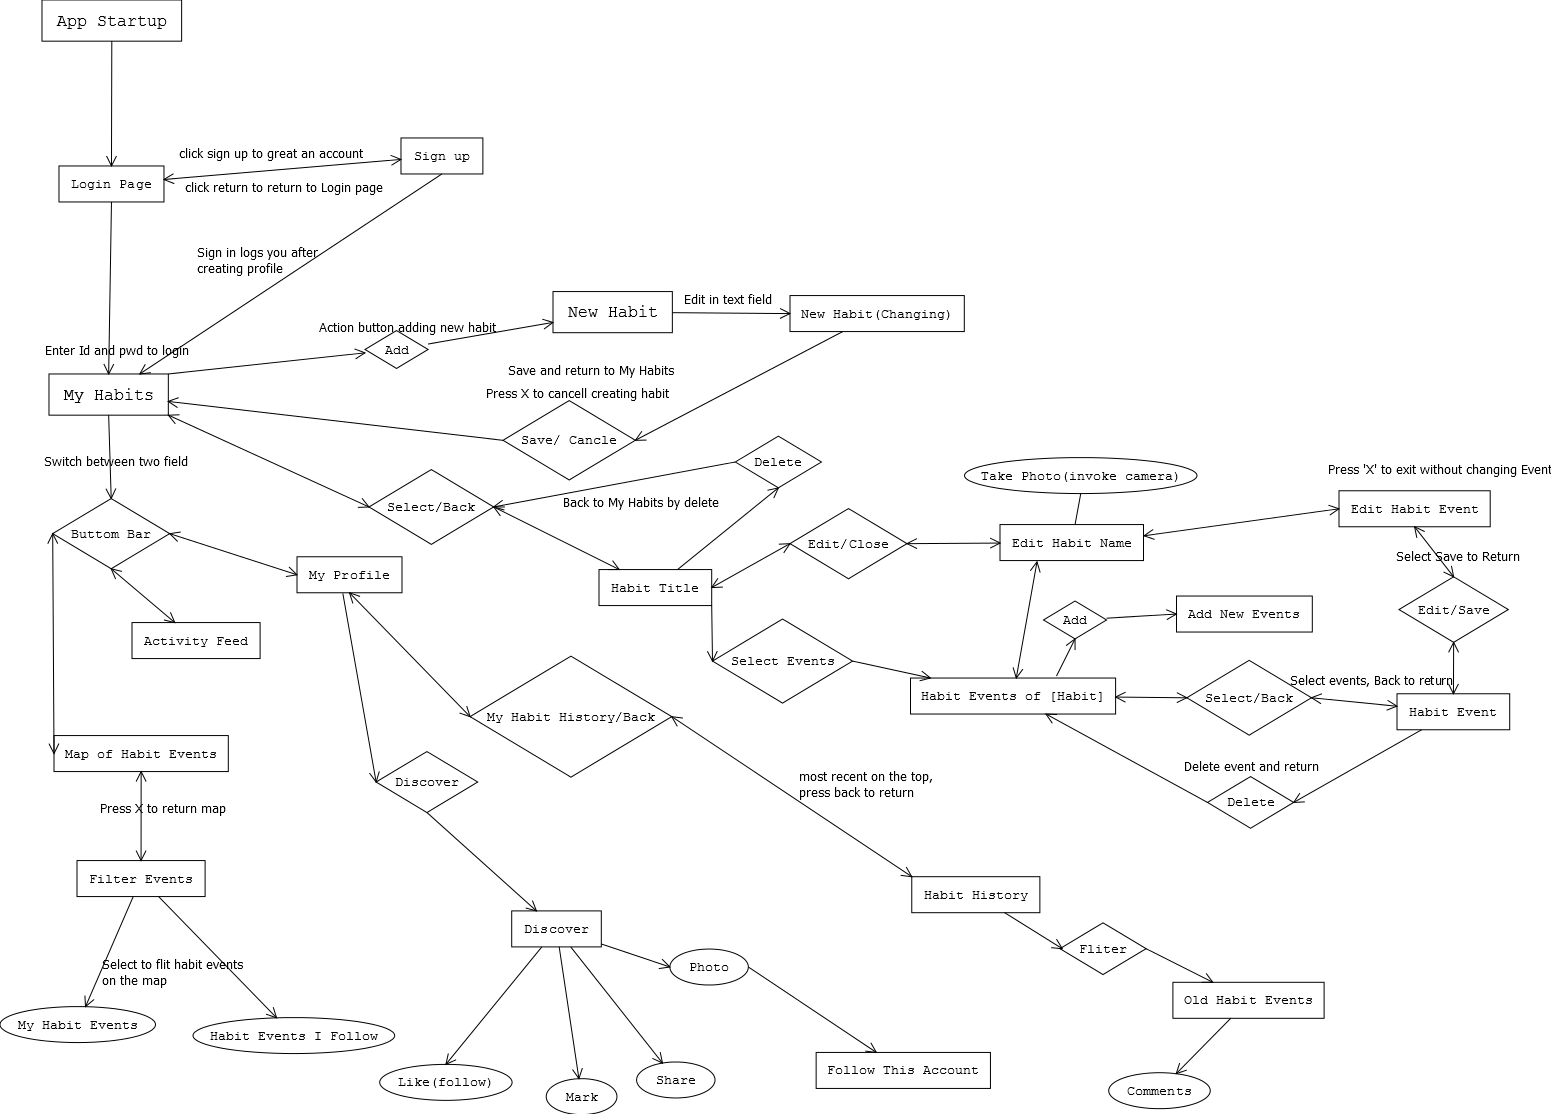 App Startup
click sign up to great an account
Sign up
Login Page
click return to return to Login page
Sign in logs you after
creating profile
New Habit
Edit in text field
New Habit(Changing)
Action button adding new habit
Enter Id and pwd to login
Add
Save and return to My Habits
My Habits
Press X to cancell creating habit
Save/ Cancle
Switch between two field
Delete
Press 'X' to exit without changing Event
Take Photo(invoke camera)
Select/Back
Back to My Habits by delete
Edit Habit Event
Buttom Bar
Edit/Close
Edit Habit Name
Select Save to Return
My Profile
Habit Title
Edit/Save
Add
Add New Events
Activity Feed
Select Events
Select events, Back to return
Habit Events of [Habit]
Select/Back
Habit Event
My Habit History/Back
Map of Habit Events
Delete event and return
most recent on the top,
press back to return
Discover
Delete
Press X to return map
Filter Events
Habit History
Discover
Fliter
Select to flit habit events
on the map
Photo
Old Habit Events
My Habit Events
Habit Events I Follow
Follow This Account
Like(follow)
Share
Mark
Comments